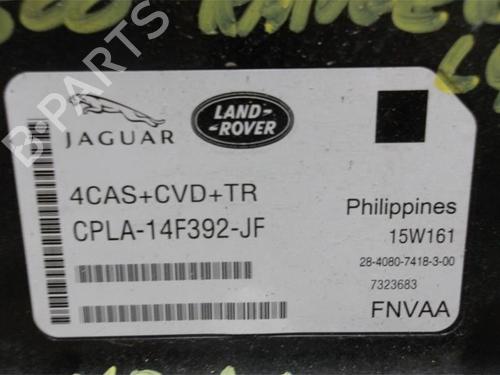 B-PARTS
JAGUAR
LAND-
ROVER
4CAS+CVD+TR
CPLA-14F392-JF
Philippines
15W161
28-4080-7418-3-00
7323683
FNVAA